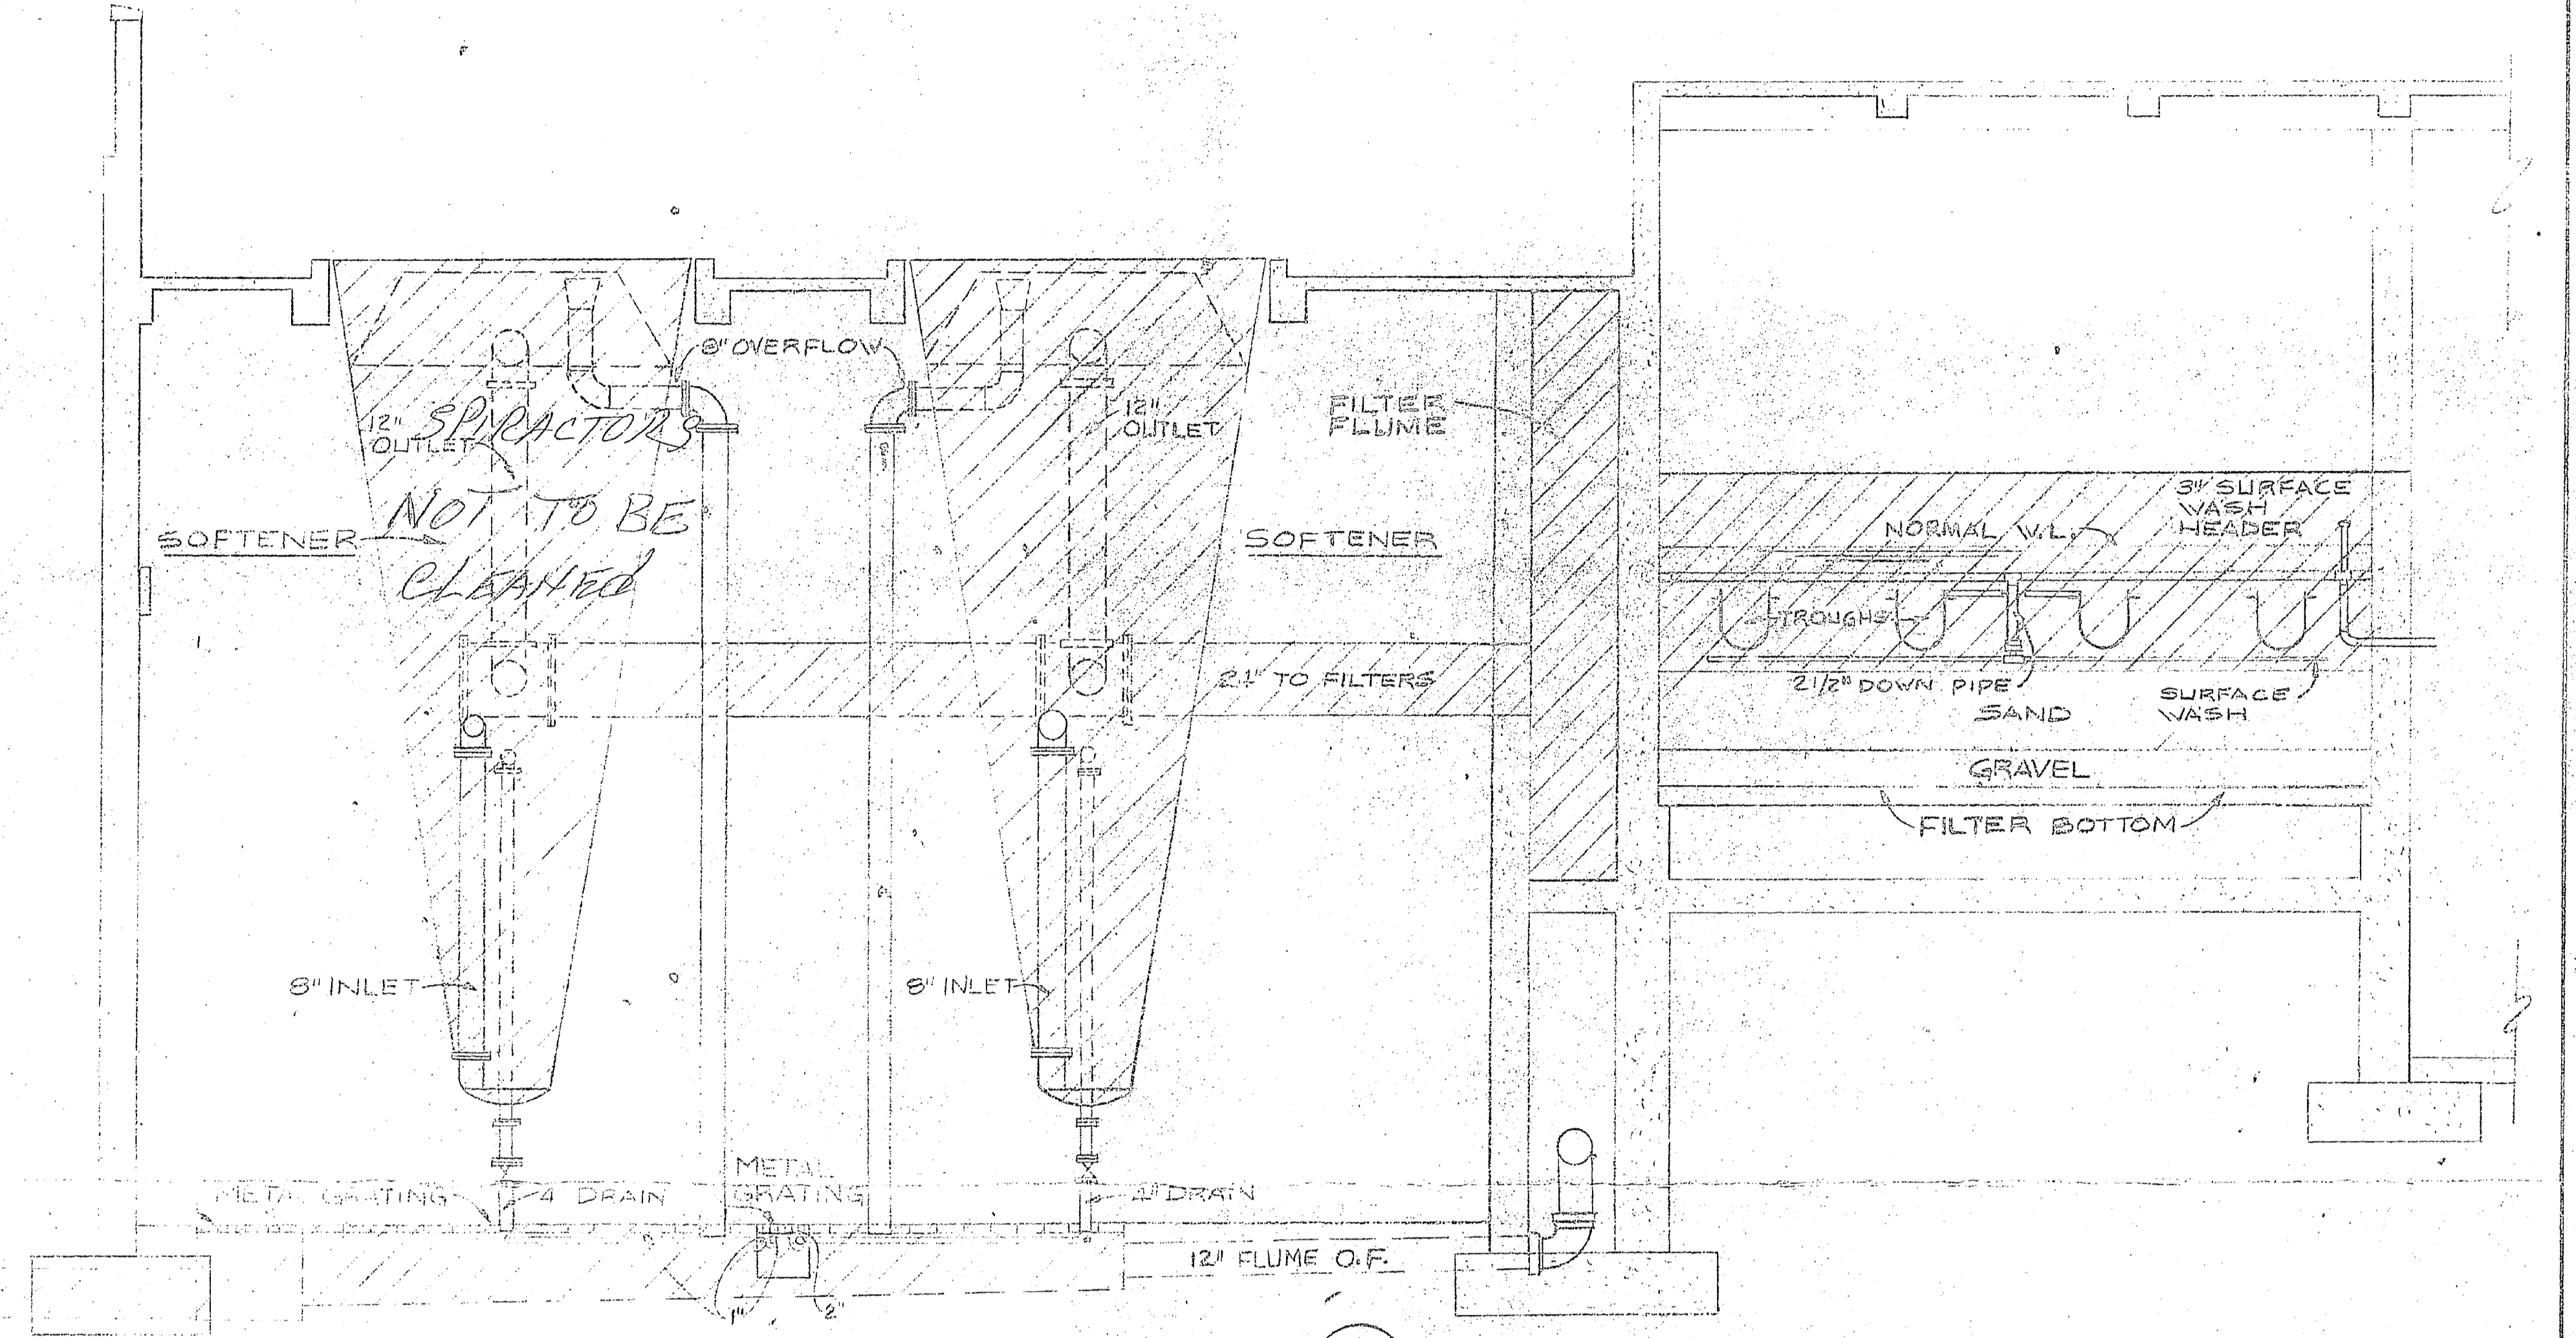 8" OVERFLOW
12"
OUTLET
SPIRACTORS
NOT TO BE
CLEANED
SOFTENER
12"
OUTLET
FILTER
FLUME
SOFTENER
3" SURFACE
WASH
HEADER
NORMAL W.L.
TROUGHS
21" TO FILTERS
2 1/2" DOWN PIPE
SURFACE
WASH
SAND
GRAVEL
FILTER BOTTOM
8" INLET
8" INLET
METAL GRATING
4" DRAIN
METAL
GRATING
4" DRAIN
12" FLUME O.F.
1"
2"